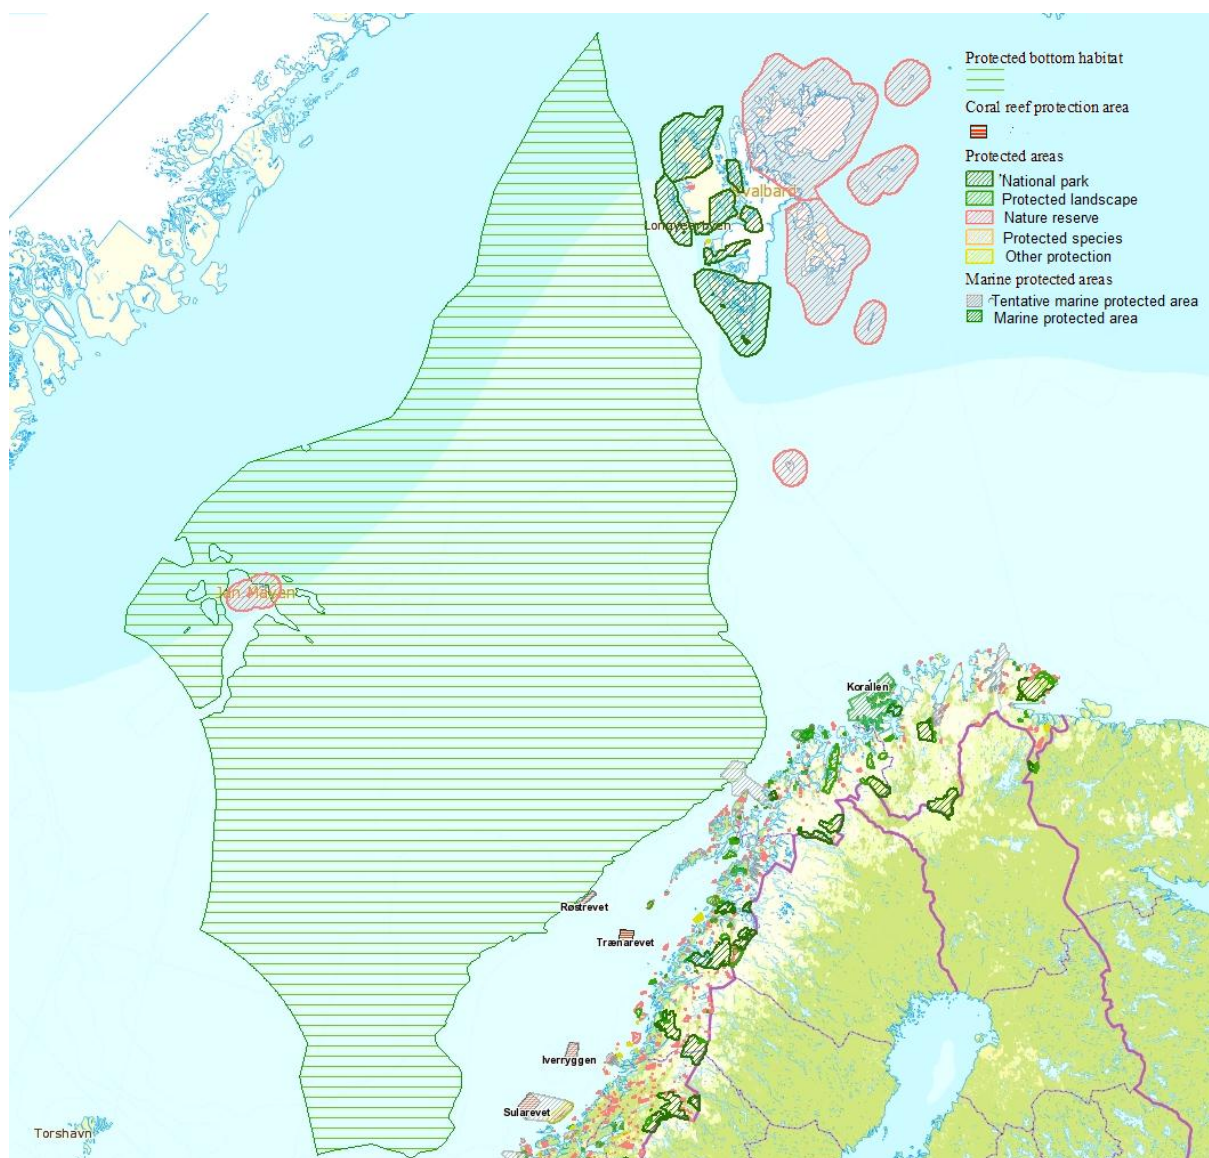 Protected bottom habitat
Coral reef protection area
Protected areas
National park
Protected landscape
Nature reserve
Protected species
Other protection
Marine protected areas
Tentative marine protected area
Marine protected area
Svalbard
Longyearbyen
Jan Mayen
Korallen
Røstrevet
Trænarevet
Iverryggen
Sularevet
Torshavn